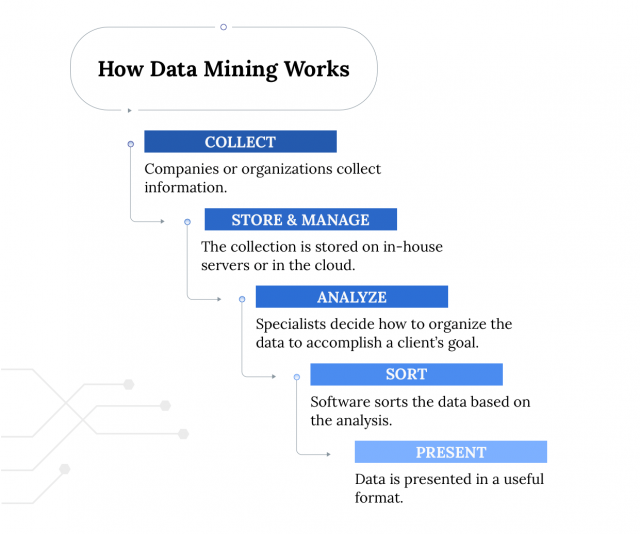 How Data Mining Works
COLLECT
Companies or organizations collect
information.
STORE & MANAGE
The collection is stored on in-house
servers or in the cloud.
ANALYZE
Specialists decide how to organize the
data to accomplish a client’s goal.
SORT
Software sorts the data based on
the analysis.
PRESENT
Data is presented in a useful
format.